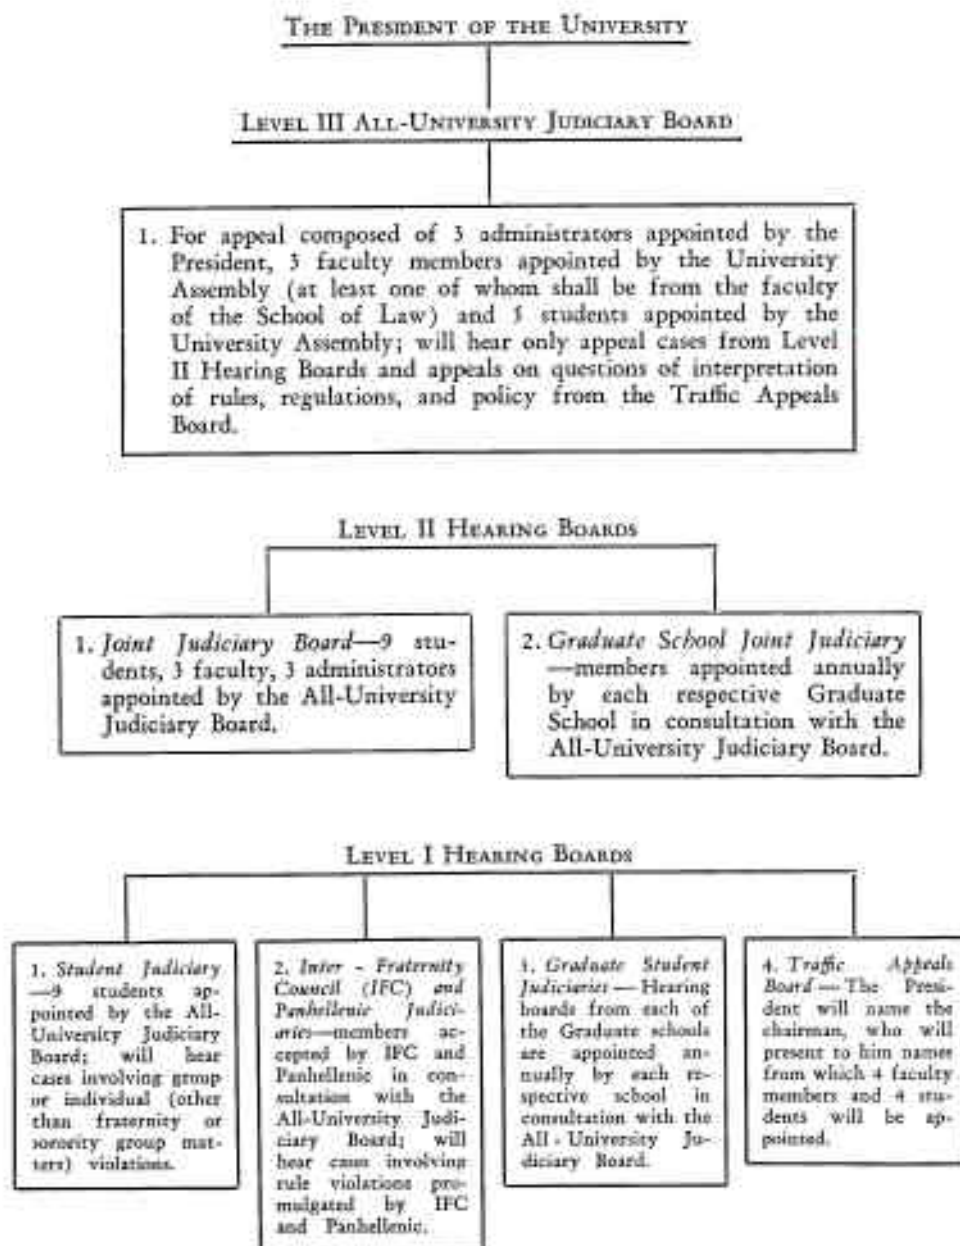 THE PRESIDENT OF THE UNIVERSITY
LEVEL III ALL-UNIVERSITY JUDICIARY BOARD
1. For appeal composed of 3 administrators appointed by the
President, 3 faculty members appointed by the University
Assembly (at least one of whom shall be from the faculty
of the School of Law) and 3 students appointed by the
University Assembly; will hear only appeal cases from Level
II Hearing Boards and appeals on questions of interpretation
of rules, regulations, and policy from the Traffic Appeals
Board.
LEVEL II HEARING BOARDS
1. Joint Judiciary Board—9 stu-
dents, 3 faculty, 3 administrators
appointed by the All-University
Judiciary Board.
2. Graduate School Joint Judiciary
—members appointed annually
by each respective Graduate
School in consultation with the
All-University Judiciary Board.
LEVEL I HEARING BOARDS
1. Student Judiciary
—9 students ap-
pointed by the All-
University Judiciary
Board; will hear
cases involving group
or individual (other
than fraternity or
sorority group mat-
ters) violations.
2. Inter - Fraternity
Council (IFC) and
Panhellenic Judici-
aries—members ac-
cepted by IFC and
Panhellenic in con-
sultation with the
All-University Judi-
ciary Board; will
hear cases involving
rule violations pro-
mulgated by IFC
and Panhellenic.
3. Graduate Student
Judiciaries — Hearing
boards from each of
the Graduate schools
are appointed an-
nually by each re-
spective school in
consultation with the
All - University Ju-
diciary Board.
4. Traffic Appeals
Board — The Presi-
dent will name the
chairman, who will
present to him names
from which 4 faculty
members and 4 stu-
dents will be ap-
pointed.